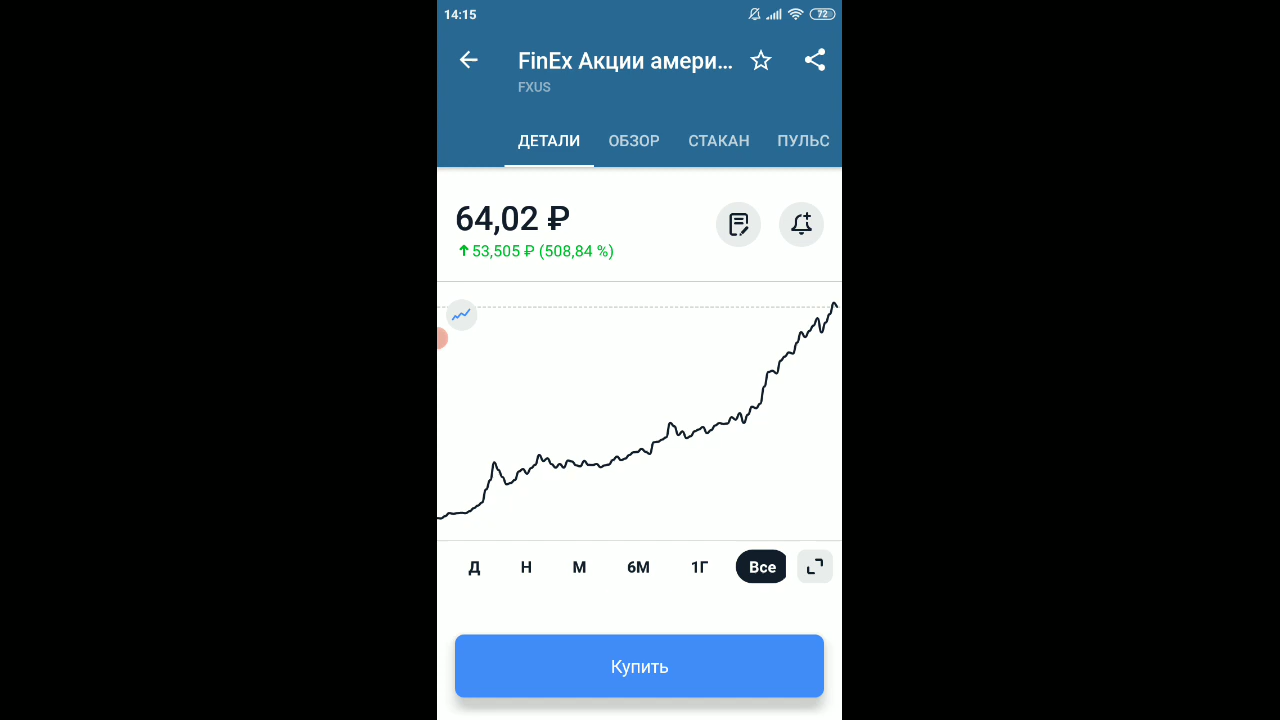 14:15
72
FinEx Акции амери...
FXUS
ДЕТАЛИ ОБЗОР СТАКАН ПУЛЬС
64,02 ₽
53,505 ₽ (508,84 %)
Д Н М 6М 1Г Все
Купить